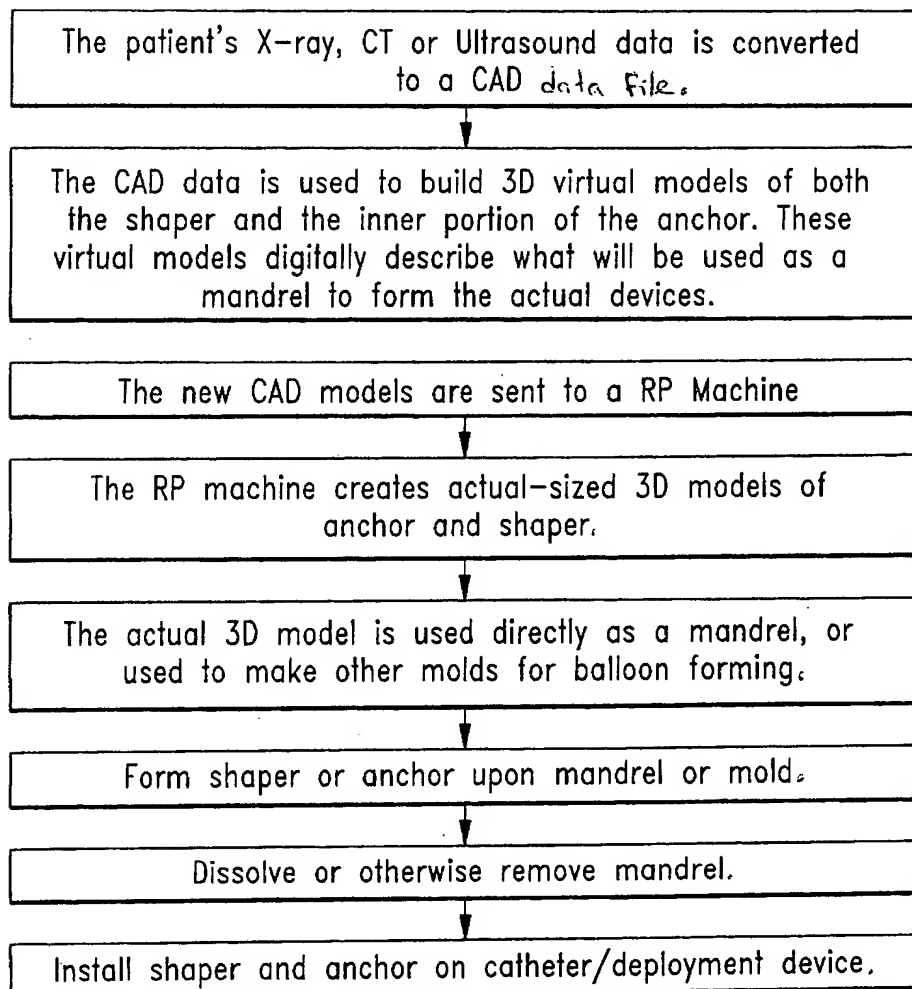 The patient's X-ray, CT or Ultrasound data is converted
to a CAD data File.
The CAD data is used to build 3D virtual models of both
the shaper and the inner portion of the anchor. These
virtual models digitally describe what will be used as a
mandrel to form the actual devices.
The new CAD models are sent to a RP Machine
The RP machine creates actual-sized 3D models of
anchor and shaper.
The actual 3D model is used directly as a mandrel, or
used to make other molds for balloon forming.
Form shaper or anchor upon mandrel or mold.
Dissolve or otherwise remove mandrel.
Install shaper and anchor on catheter/deployment device.